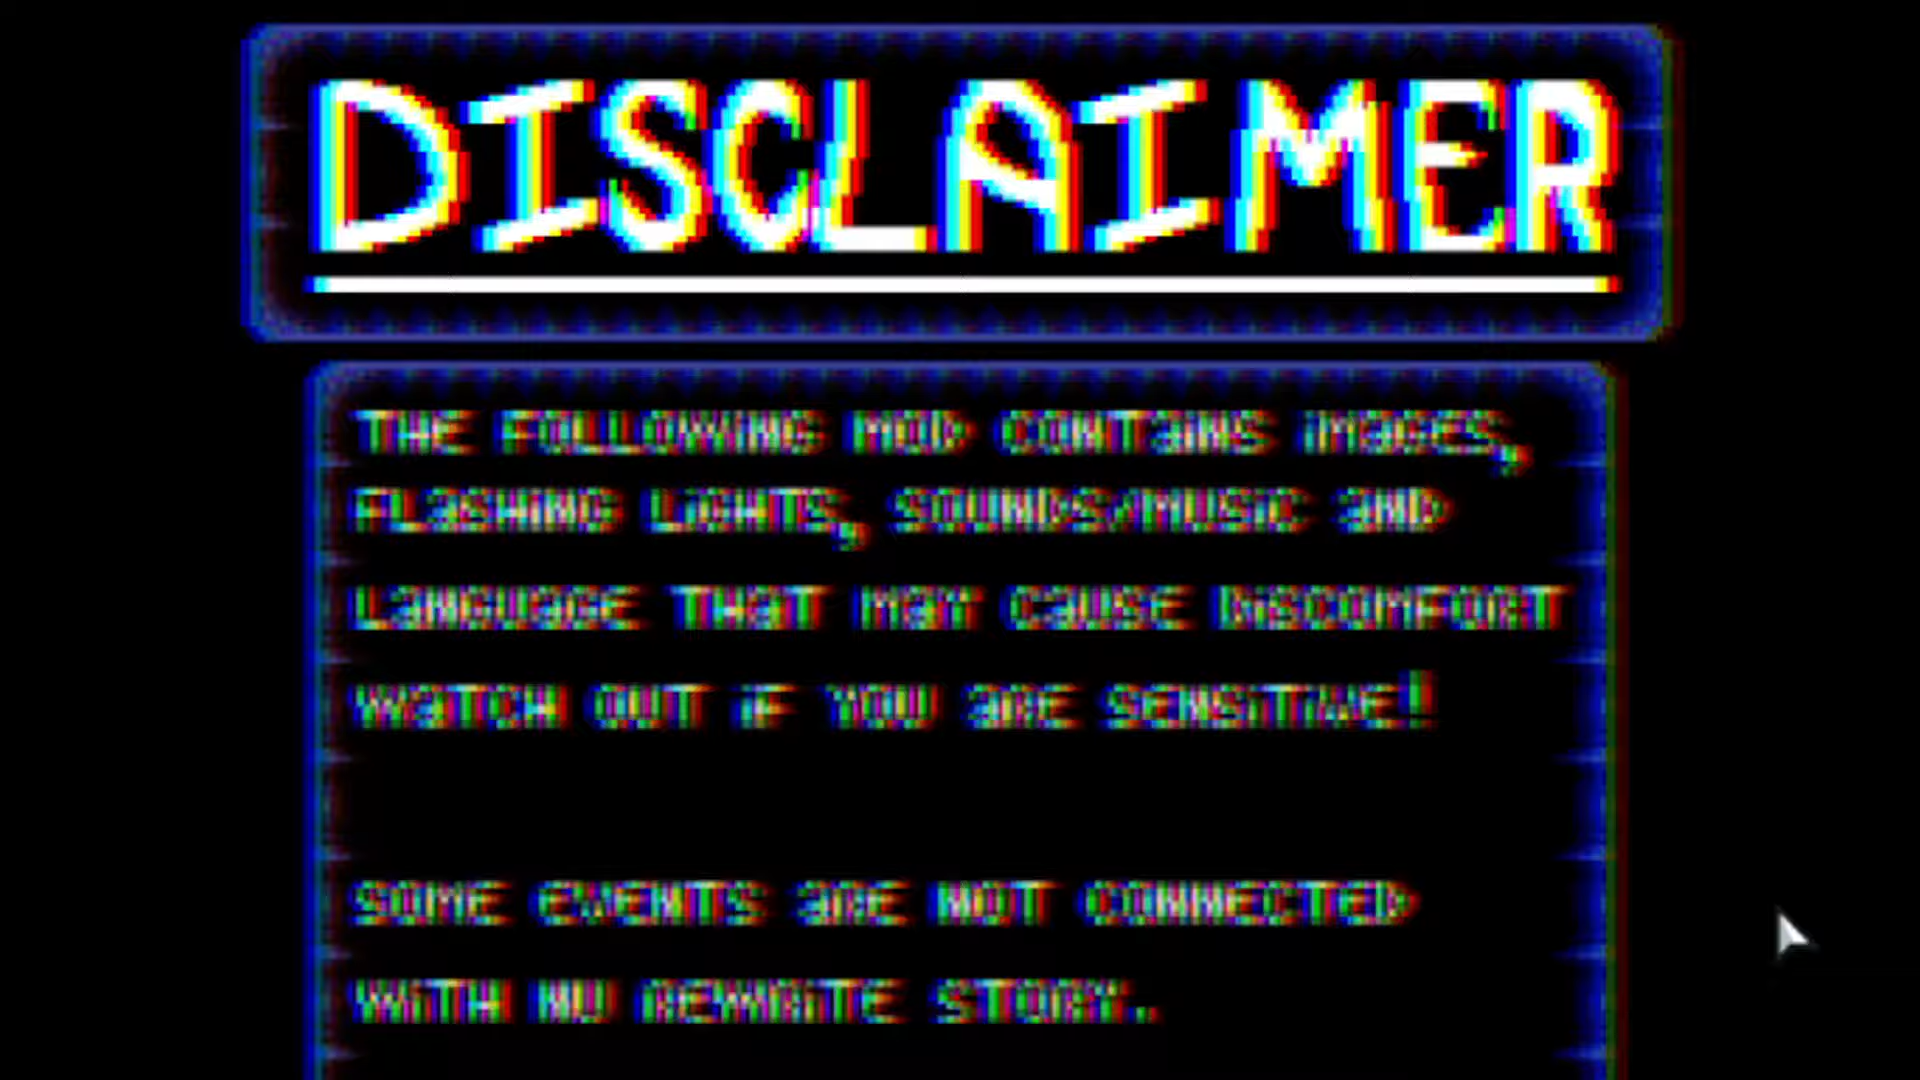 DISCLAIMER
THE FOLLOWING MOD CONTaiNS iMaGES,
FLaSHING LiGHTS, SOUNDS/MUSiC aND
LaNGUaGE THaT MaY CaUSE DiSCOMFORT
WaTCH OUT iF YOU aRE SENSiTiVE!
SOME EVENTS aRE NOT CONNECTED
WiTH NU REWRiTE STORY.